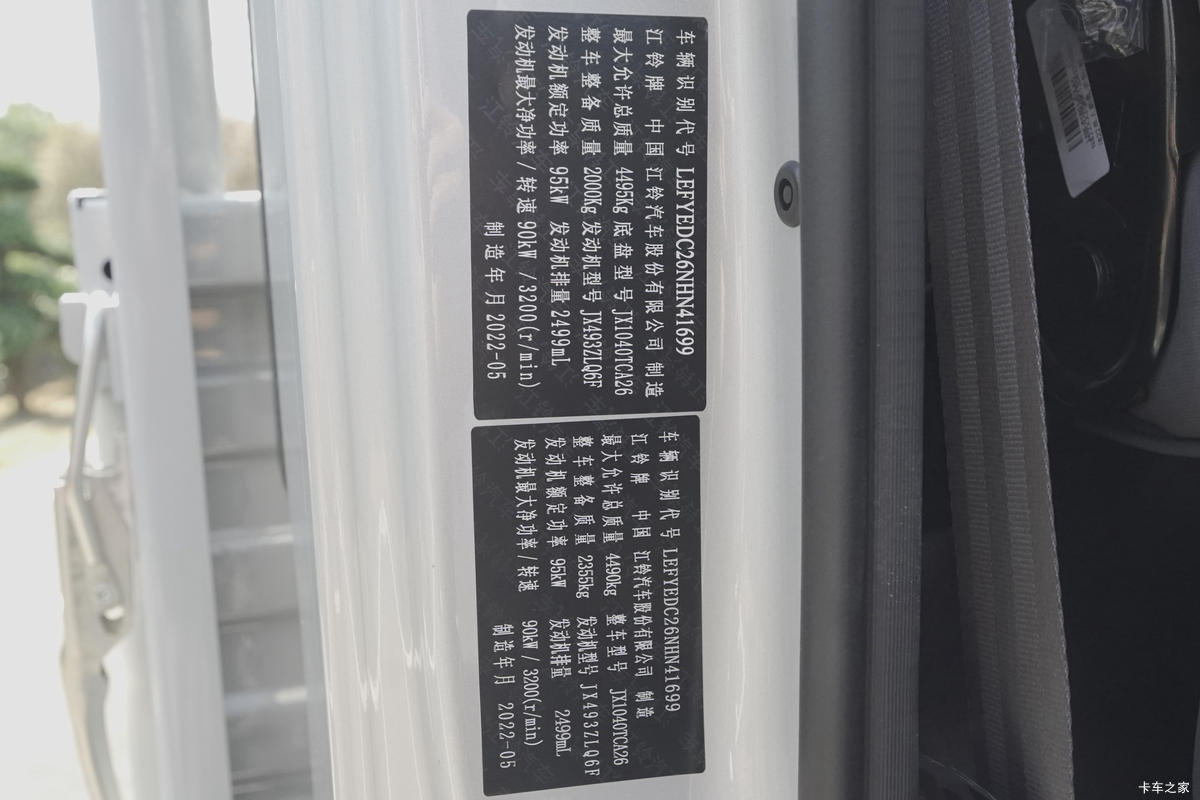 车辆识别代号 LEFYEDC26NHN41699
江铃牌 中国 江铃汽车股份有限公司 制造
最大允许总质量 4495Kg 底盘型号 JX1040TCA26
整车整备质量 2000Kg 发动机型号 JX493ZLQ6F
发动机额定功率 95kW 发动机排量 2499mL
发动机最大净功率/转速 90kW /3200(r/min)
制造年月 2022-05
车辆识别代号 LEFYEDC26NHN41699
江铃牌 中国 江铃汽车股份有限公司 制造
最大允许总质量 4490kg 整车型号 JX1040TCA26
整车整备质量 2355kg 发动机型号 JX493ZLQ6F
发动机额定功率 95kW 发动机排量 2499mL
发动机最大净功率/转速 90kW / 3200(r/min)
制造年月 2022-05
卡车之家